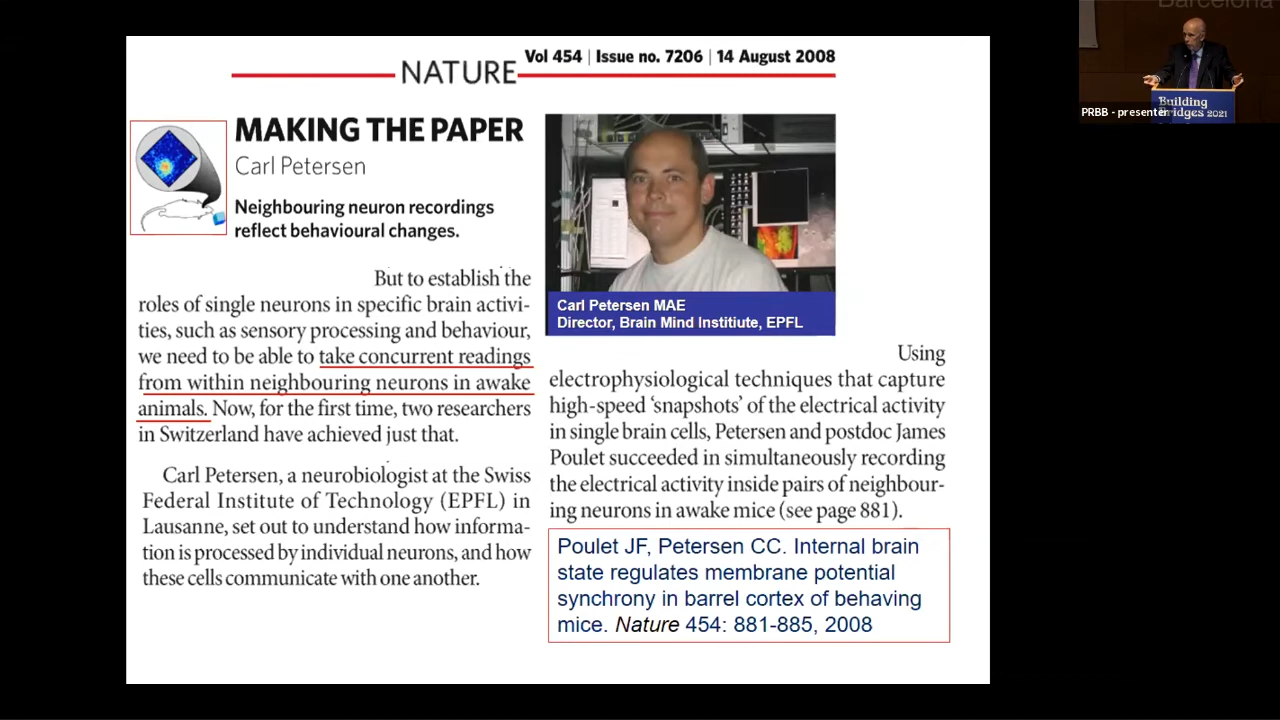 NATURE
Vol 454 | Issue no. 7206 | 14 August 2008
MAKING THE PAPER
Carl Petersen
Neighbouring neuron recordings
reflect behavioural changes.
But to establish the
roles of single neurons in specific brain activi-
ties, such as sensory processing and behaviour,
we need to be able to take concurrent readings
from within neighbouring neurons in awake
animals. Now, for the first time, two researchers
in Switzerland have achieved just that.
Carl Petersen, a neurobiologist at the Swiss
Federal Institute of Technology (EPFL) in
Lausanne, set out to understand how informa-
tion is processed by individual neurons, and how
these cells communicate with one another.
Carl Petersen MAE
Director, Brain Mind Institiute, EPFL
Using
electrophysiological techniques that capture
high-speed ‘snapshots’ of the electrical activity
in single brain cells, Petersen and postdoc James
Poulet succeeded in simultaneously recording
the electrical activity inside pairs of neighbour-
ing neurons in awake mice (see page 881).
Poulet JF, Petersen CC. Internal brain
state regulates membrane potential
synchrony in barrel cortex of behaving
mice. Nature 454: 881-885, 2008
Barcelona
Building
Bridges 2021
PRBB - presenter